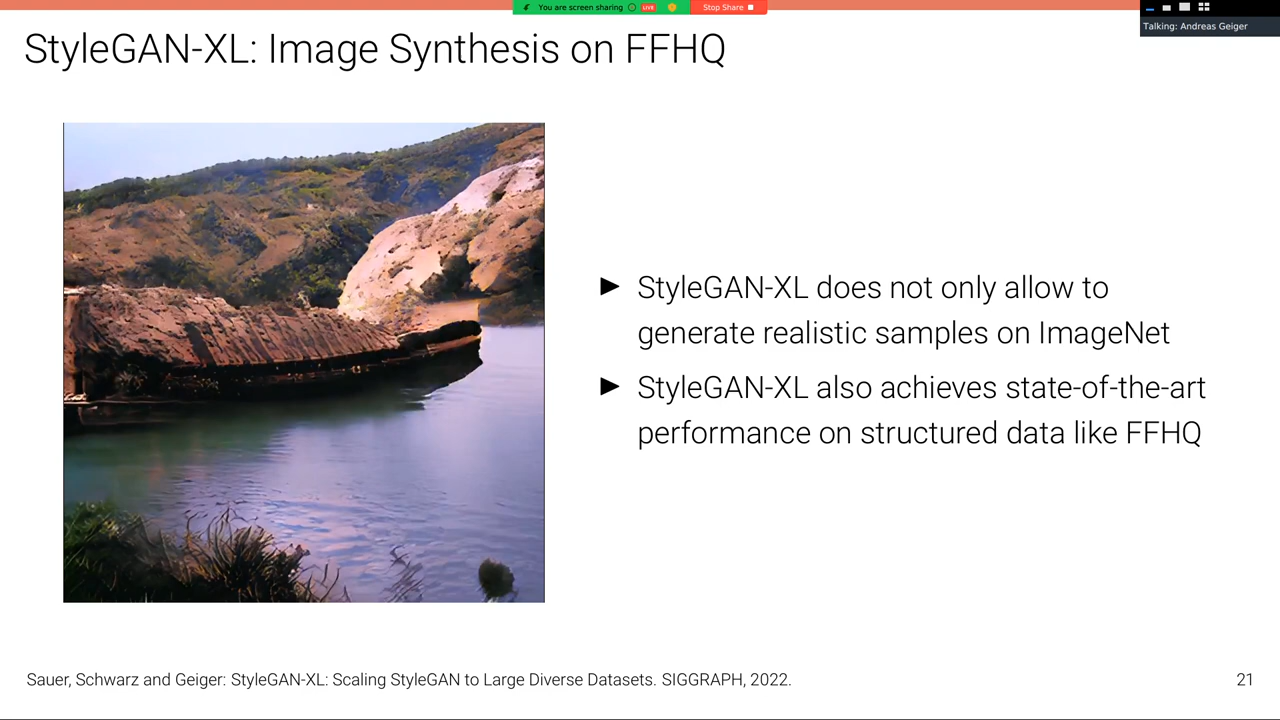 You are screen sharing LIVE Stop Share
Talking: Andreas Geiger
StyleGAN-XL: Image Synthesis on FFHQ
StyleGAN-XL does not only allow to
generate realistic samples on ImageNet
StyleGAN-XL also achieves state-of-the-art
performance on structured data like FFHQ
Sauer, Schwarz and Geiger: StyleGAN-XL: Scaling StyleGAN to Large Diverse Datasets. SIGGRAPH, 2022.
21